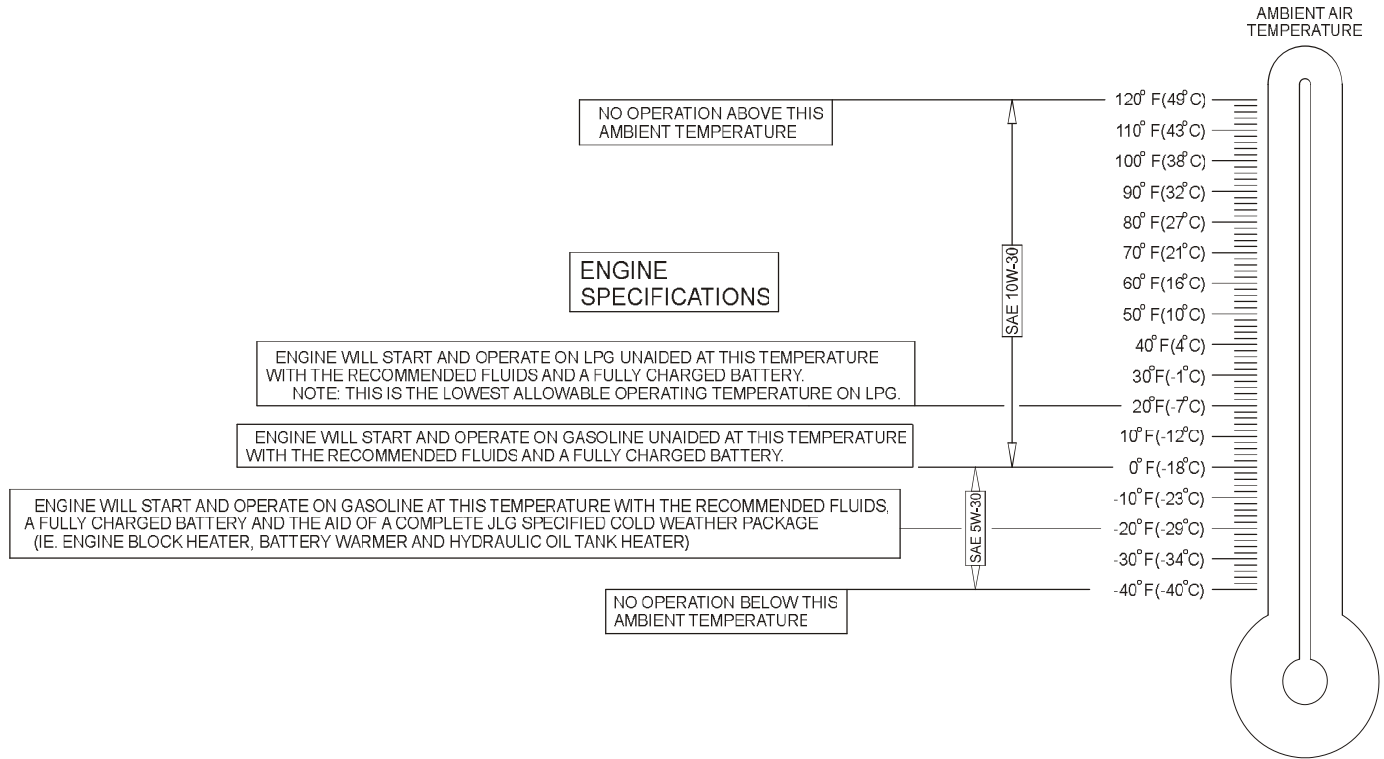 AMBIENT AIR
TEMPERATURE
NO OPERATION ABOVE THIS
AMBIENT TEMPERATURE
120° F(49°C)
110° F(43°C)
100° F(38°C)
90° F(32°C)
80° F(27°C)
70° F(21°C)
60° F(16°C)
50° F(10°C)
40°F(4°C)
30°F(-1°C)
20°F(-7°C)
10°F(-12°C)
0°F(-18°C)
-10°F(-23°C)
-20°F(-29°C)
-30°F(-34°C)
-40°F(-40°C)
SAE 10W-30
ENGINE
SPECIFICATIONS
ENGINE WILL START AND OPERATE ON LPG UNAIDED AT THIS TEMPERATURE
WITH THE RECOMMENDED FLUIDS AND A FULLY CHARGED BATTERY.
NOTE: THIS IS THE LOWEST ALLOWABLE OPERATING TEMPERATURE ON LPG.
ENGINE WILL START AND OPERATE ON GASOLINE UNAIDED AT THIS TEMPERATURE
WITH THE RECOMMENDED FLUIDS AND A FULLY CHARGED BATTERY.
ENGINE WILL START AND OPERATE ON GASOLINE AT THIS TEMPERATURE WITH THE RECOMMENDED FLUIDS,
A FULLY CHARGED BATTERY AND THE AID OF A COMPLETE JLG SPECIFIED COLD WEATHER PACKAGE
(IE. ENGINE BLOCK HEATER, BATTERY WARMER AND HYDRAULIC OIL TANK HEATER)
SAE 5W-30
NO OPERATION BELOW THIS
AMBIENT TEMPERATURE